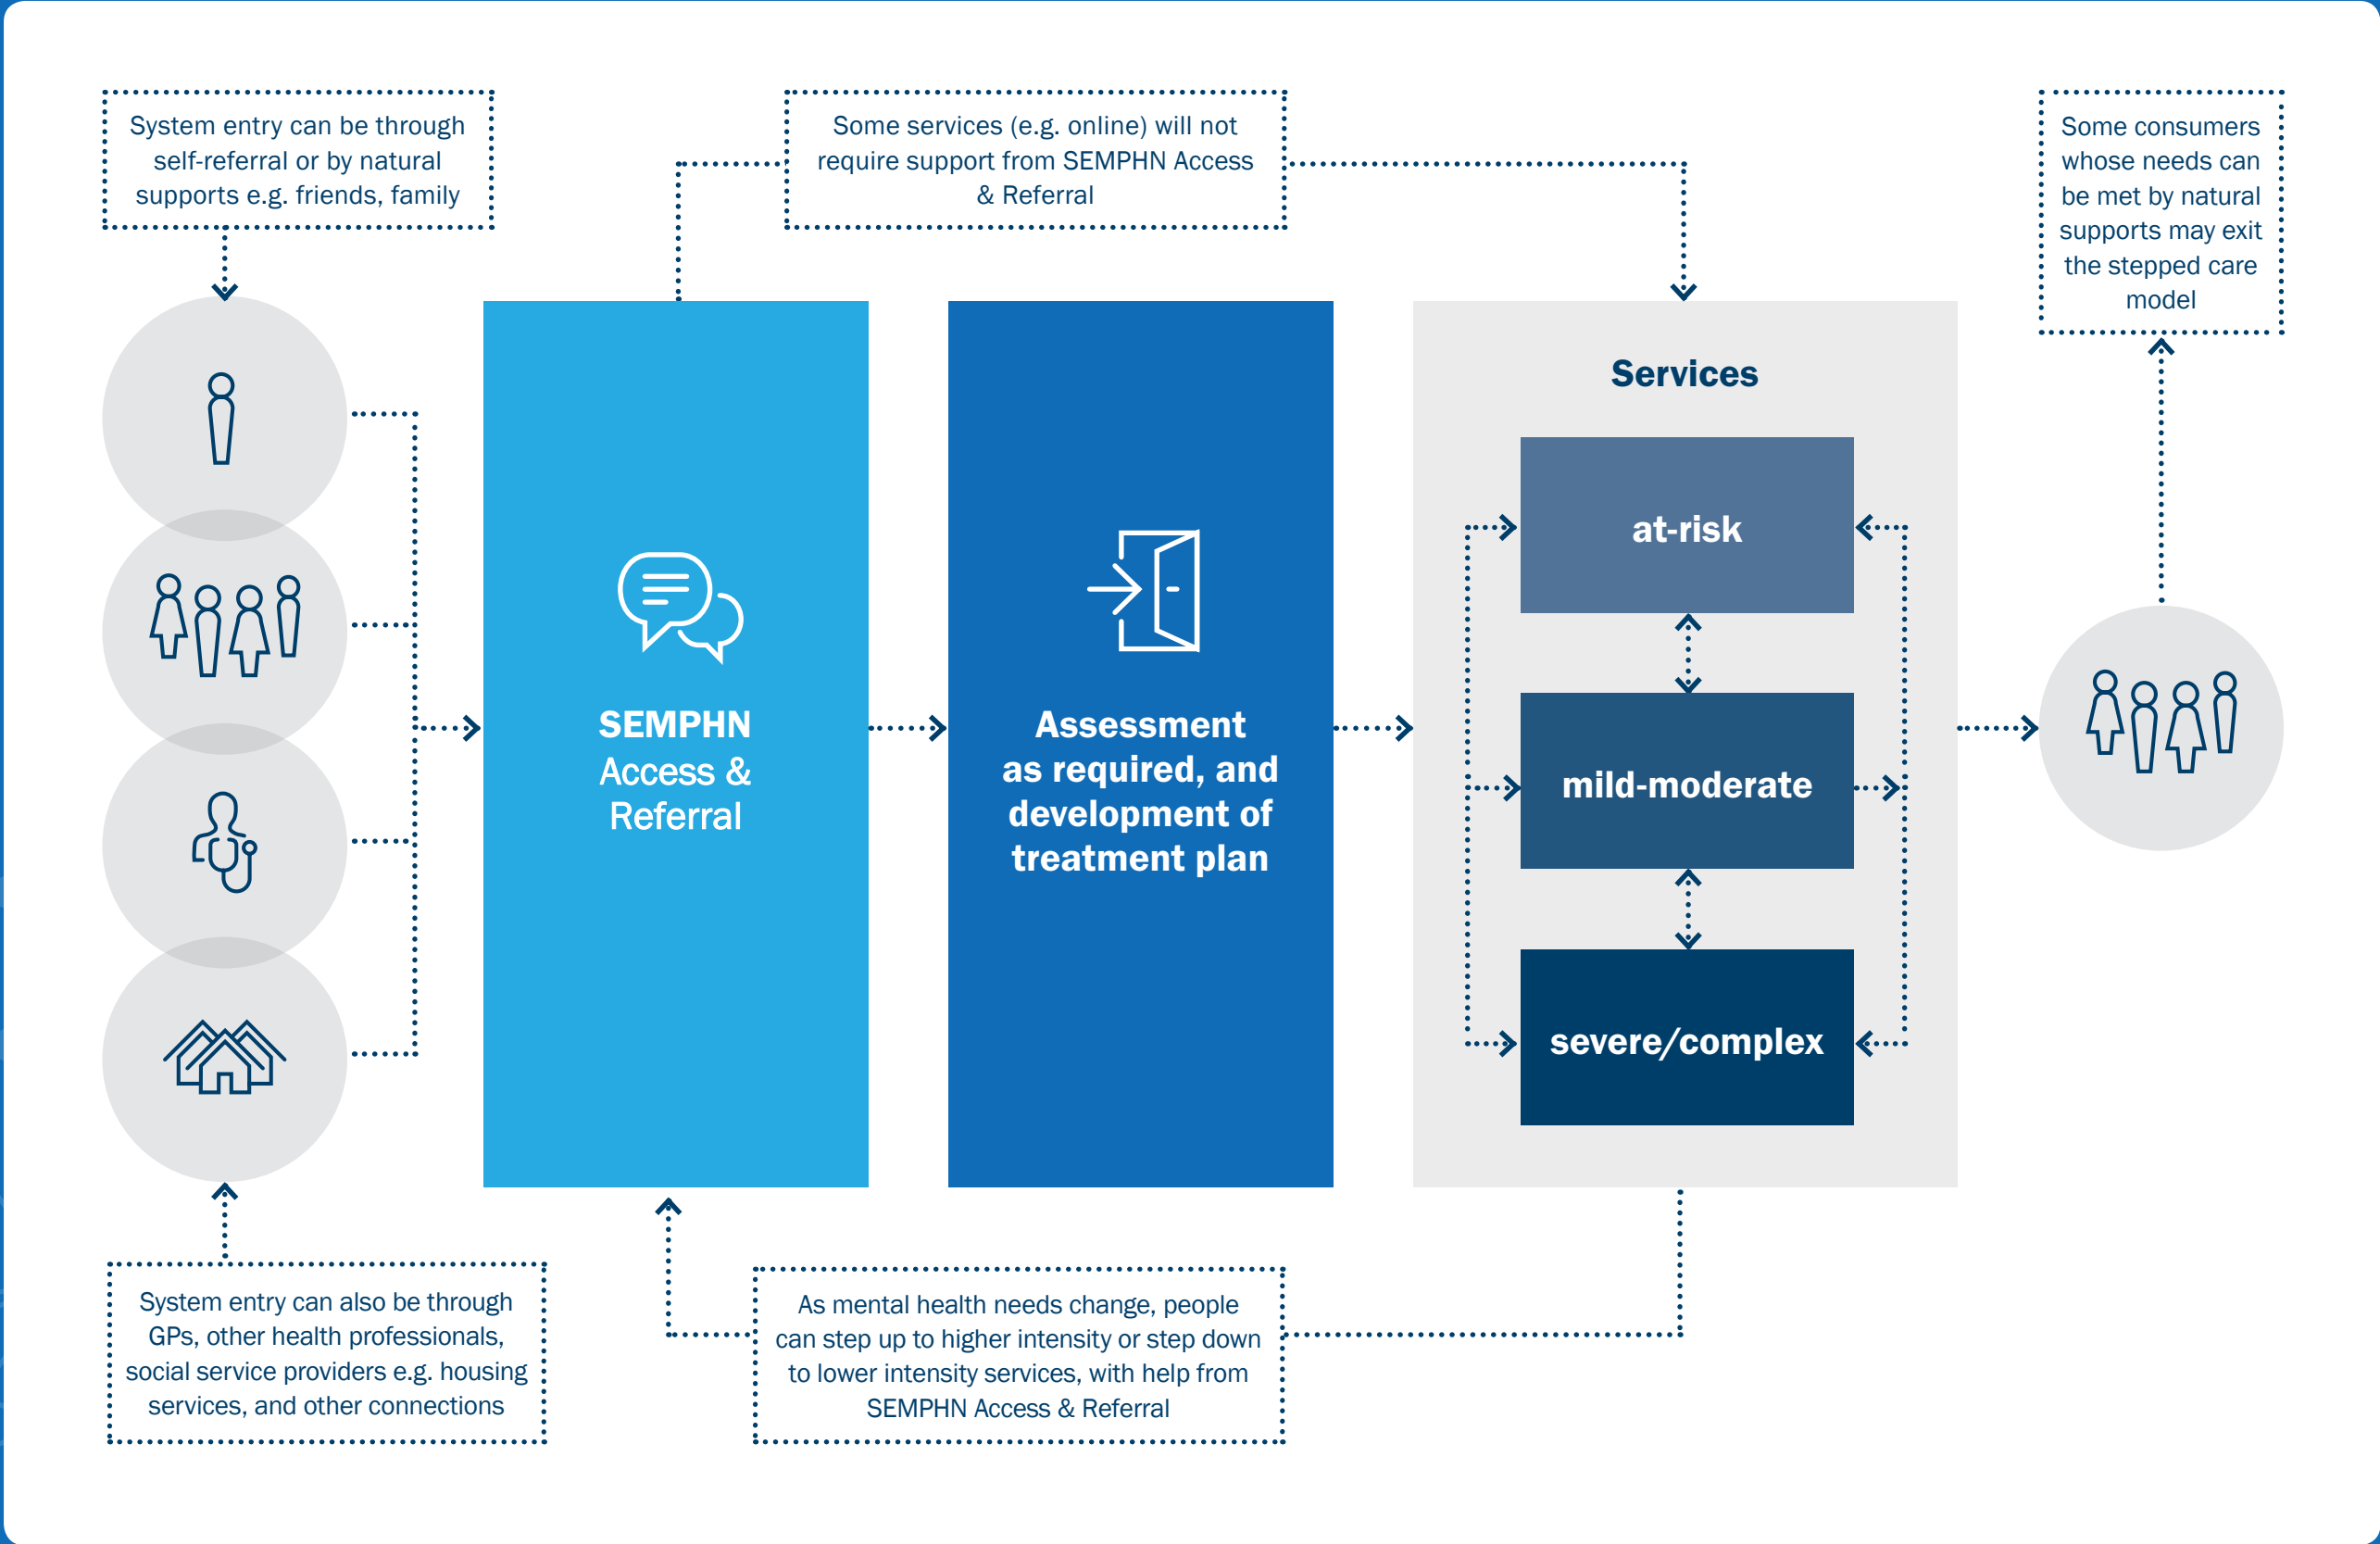 System entry can be through
self-referral or by natural
supports e.g. friends, family
Some services (e.g. online) will not
require support from SEMPHN Access
& Referral
Some consumers
whose needs can
be met by natural
supports may exit
the stepped care
model
SEMPHN
Access &
Referral
Assessment
as required, and
development of
treatment plan
Services
at-risk
mild-moderate
severe/complex
System entry can also be through
GPs, other health professionals,
social service providers e.g. housing
services, and other connections
As mental health needs change, people
can step up to higher intensity or step down
to lower intensity services, with help from
SEMPHN Access & Referral